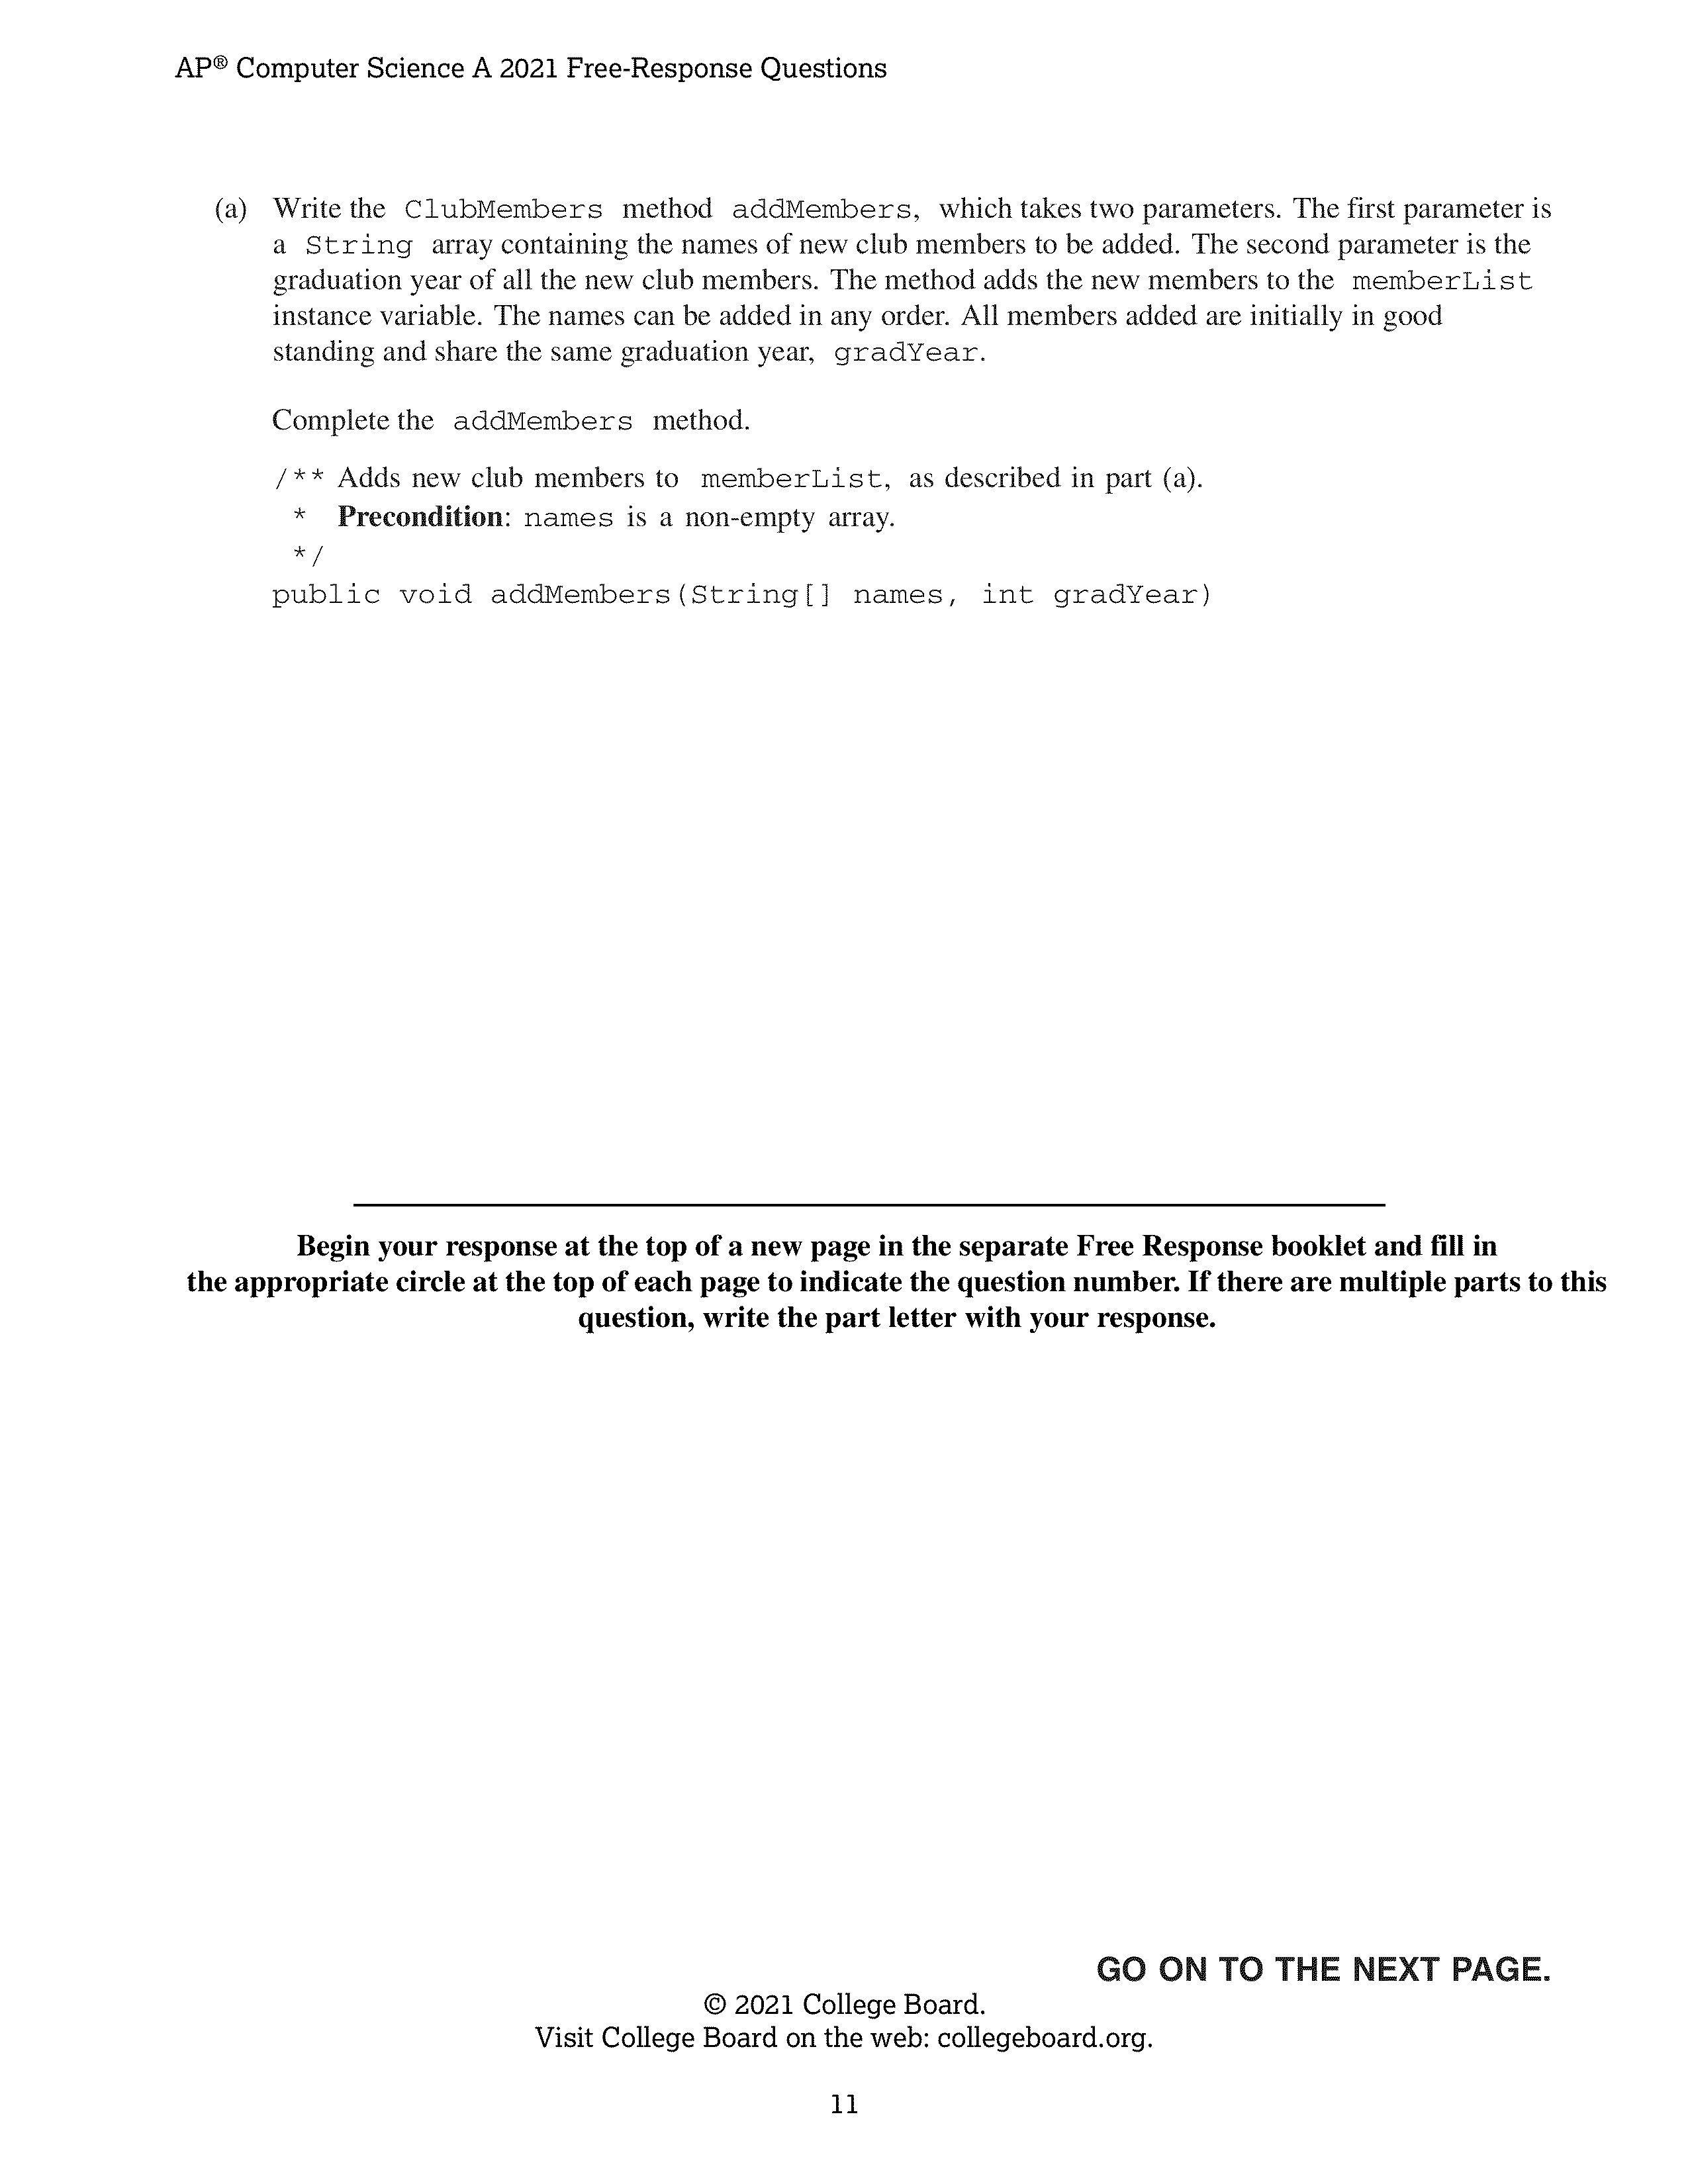 AP® Computer Science A 2021 Free-Response Questions
(a) Write the ClubMembers method addMembers, which takes two parameters. The first parameter is
a String array containing the names of new club members to be added. The second parameter is the
graduation year of all the new club members. The method adds the new members to the memberList
instance variable. The names can be added in any order. All members added are initially in good
standing and share the same graduation year, gradYear.
Complete the addMembers method.
/** Adds new club members to memberList, as described in part (a).
* Precondition: names is a non-empty array.
*/
public void addMembers(String[] names, int gradYear)
Begin your response at the top of a new page in the separate Free Response booklet and fill in
the appropriate circle at the top of each page to indicate the question number. If there are multiple parts to this
question, write the part letter with your response.
GO ON TO THE NEXT PAGE.
© 2021 College Board.
Visit College Board on the web: collegeboard.org.
11